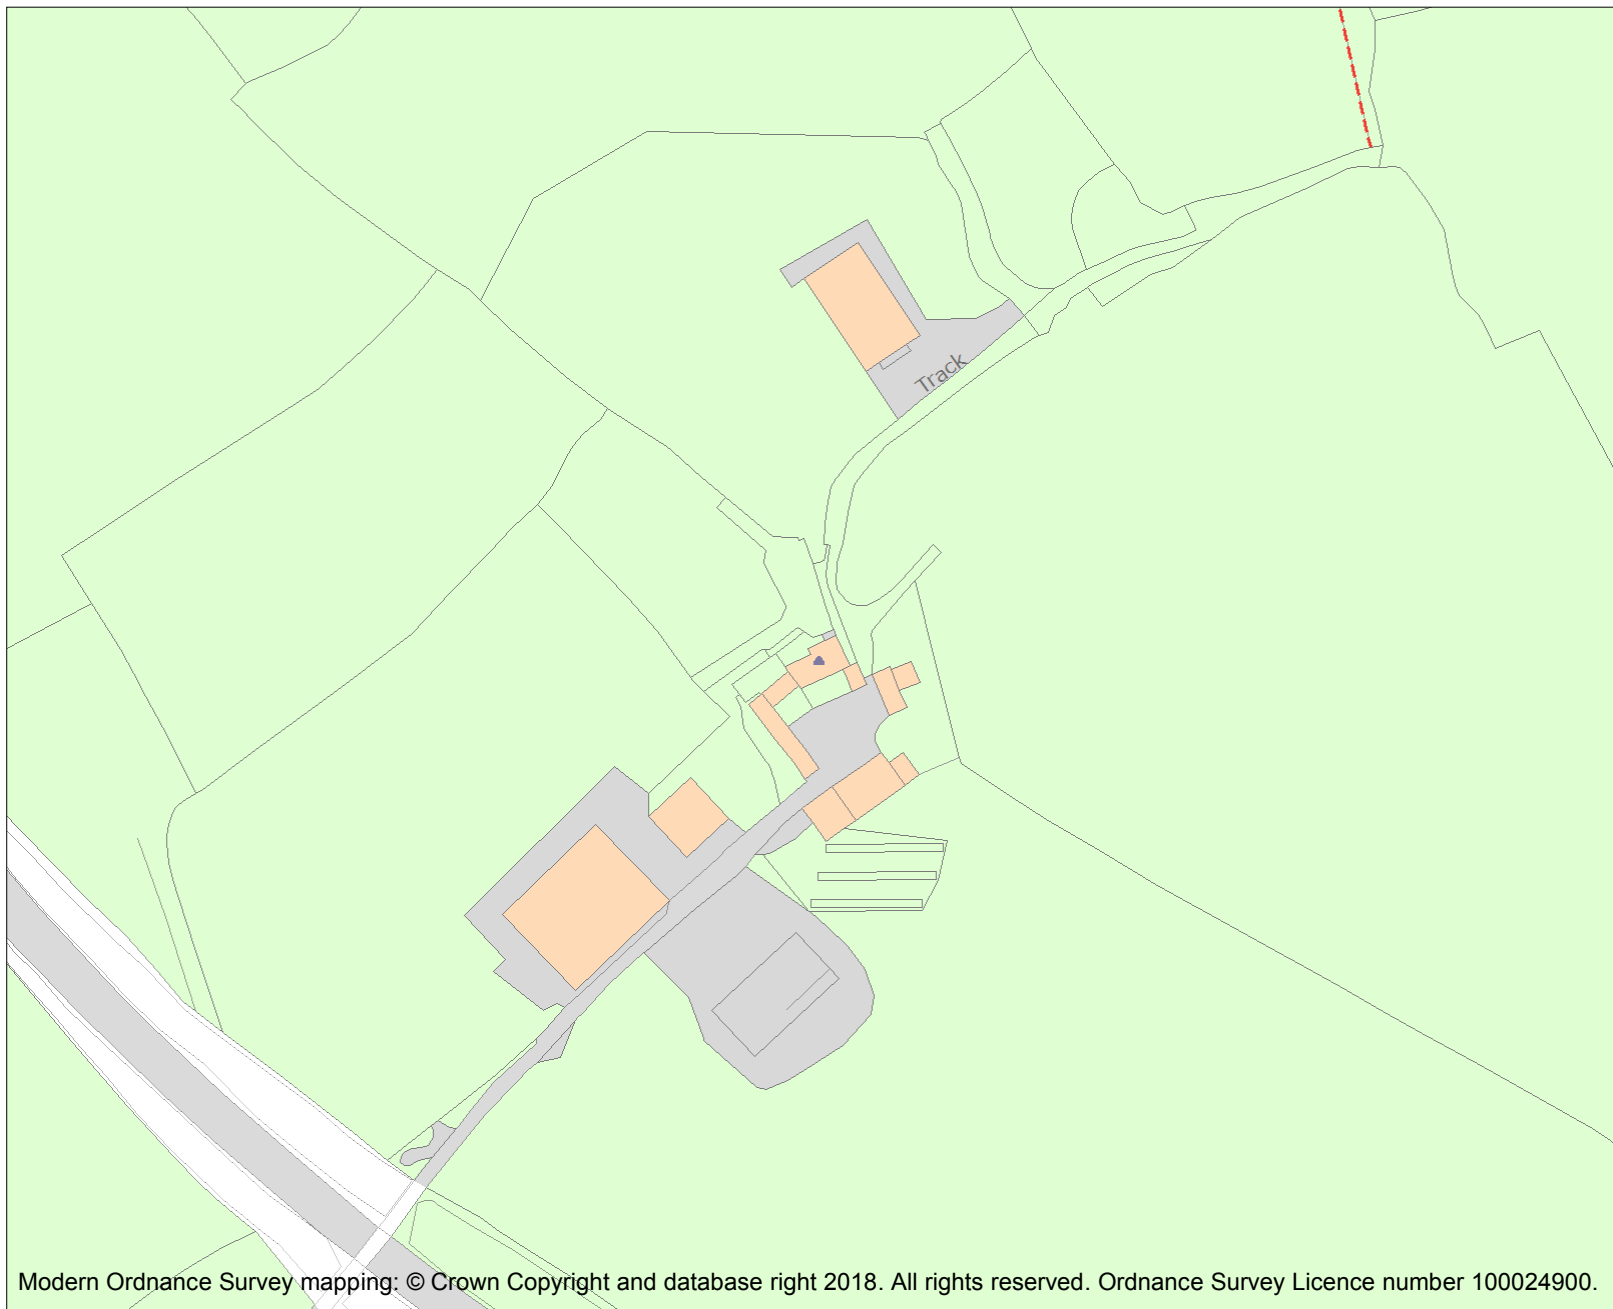 Track
Modern Ordnance Survey mapping: © Crown Copyright and database right 2018. All rights reserved. Ordnance Survey Licence number 100024900.